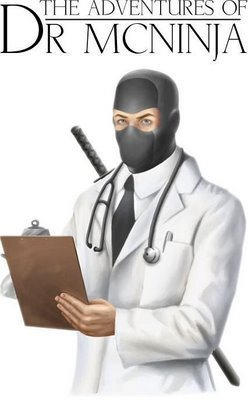 THE ADVENTURES OF
DR MCNINJA